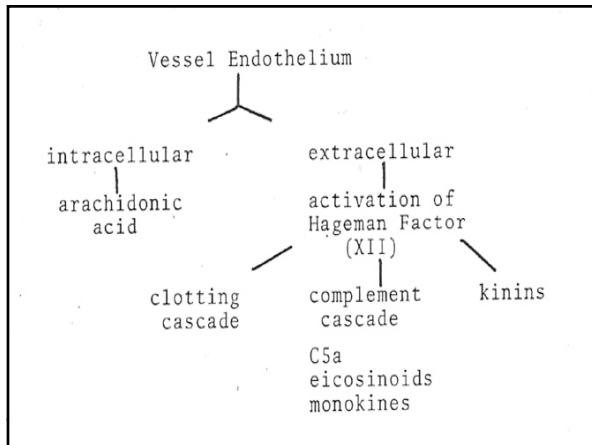 Vessel Endothelium
intracellular
extracellular
arachidonic
acid
activation of
Hageman Factor
(XII)
clotting
cascade
complement
cascade
kinins
C5a
eicosinoids
monokines